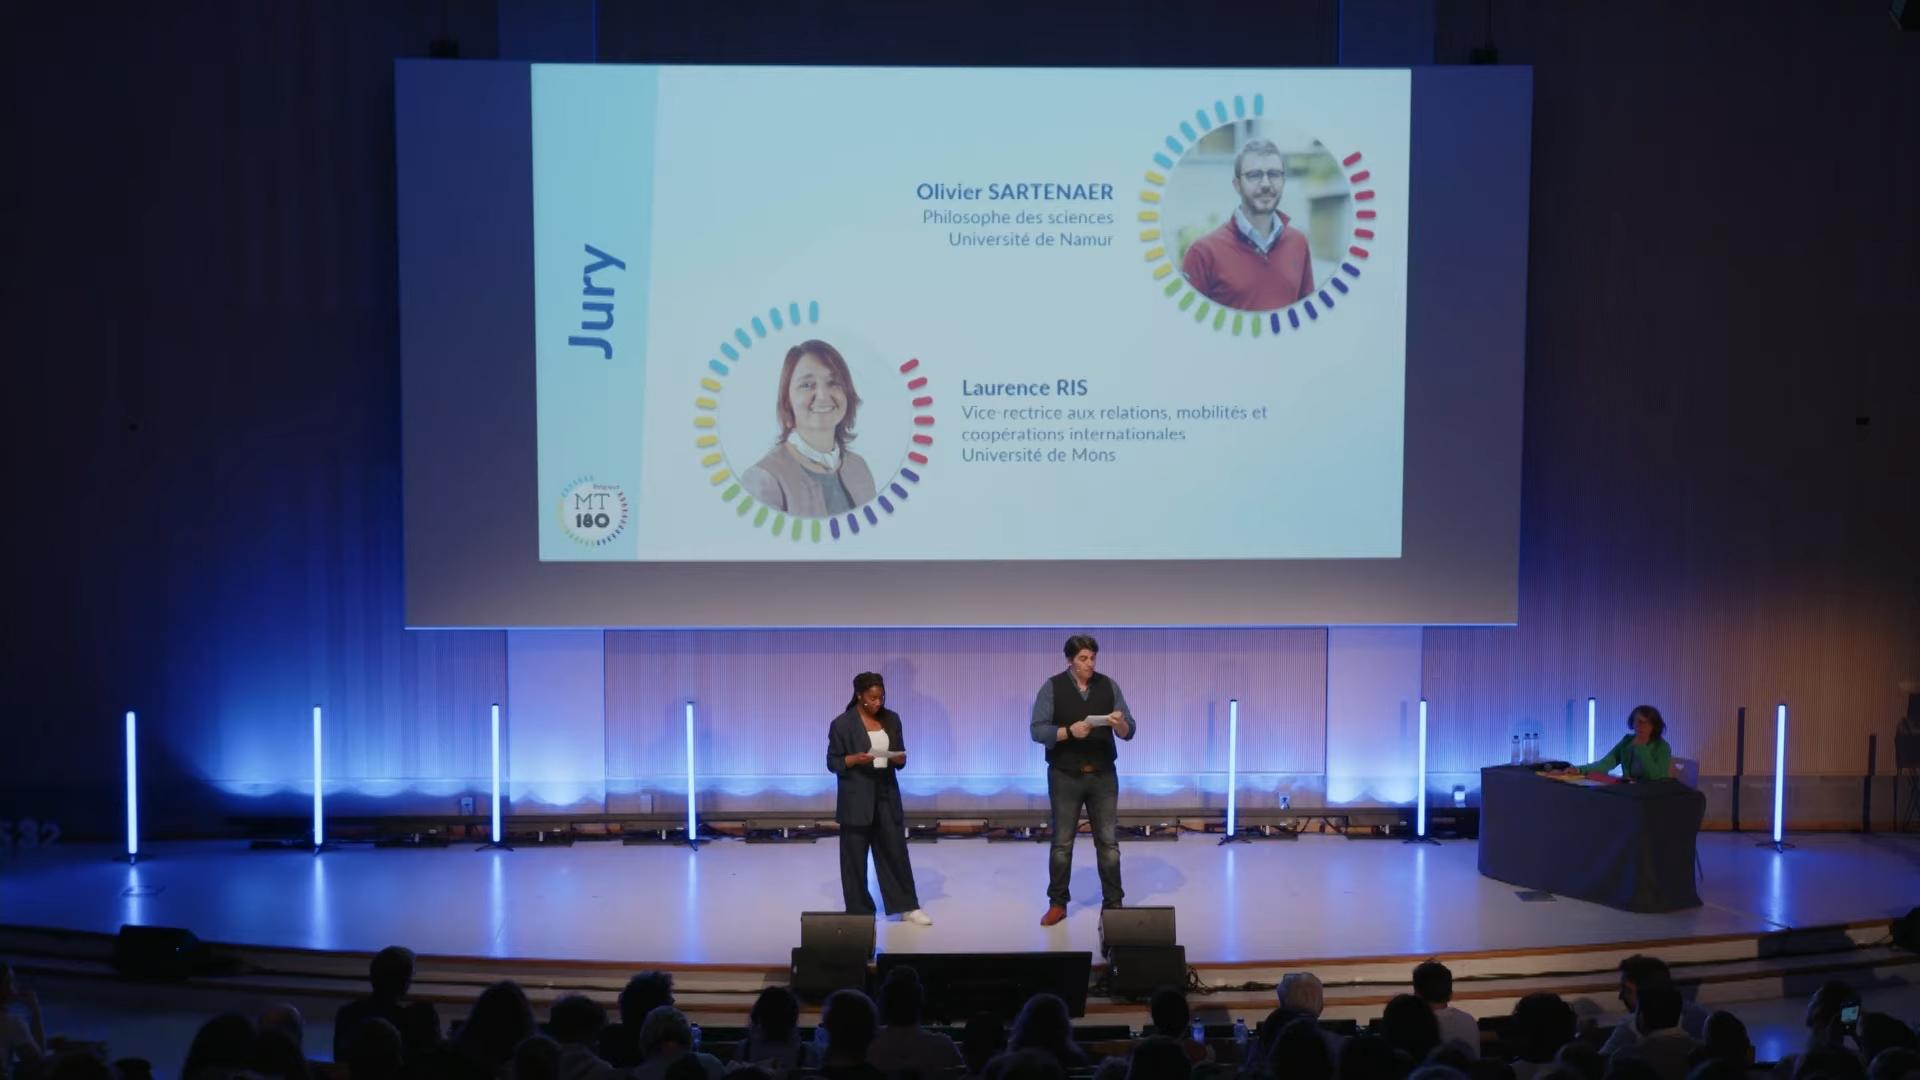 Jury
Olivier SARTENAER
Philosophe des sciences
Université de Namur
Laurence RIS
Vice-rectrice aux relations, mobilités et
coopérations internationales
Université de Mons
Belgique
MT
180